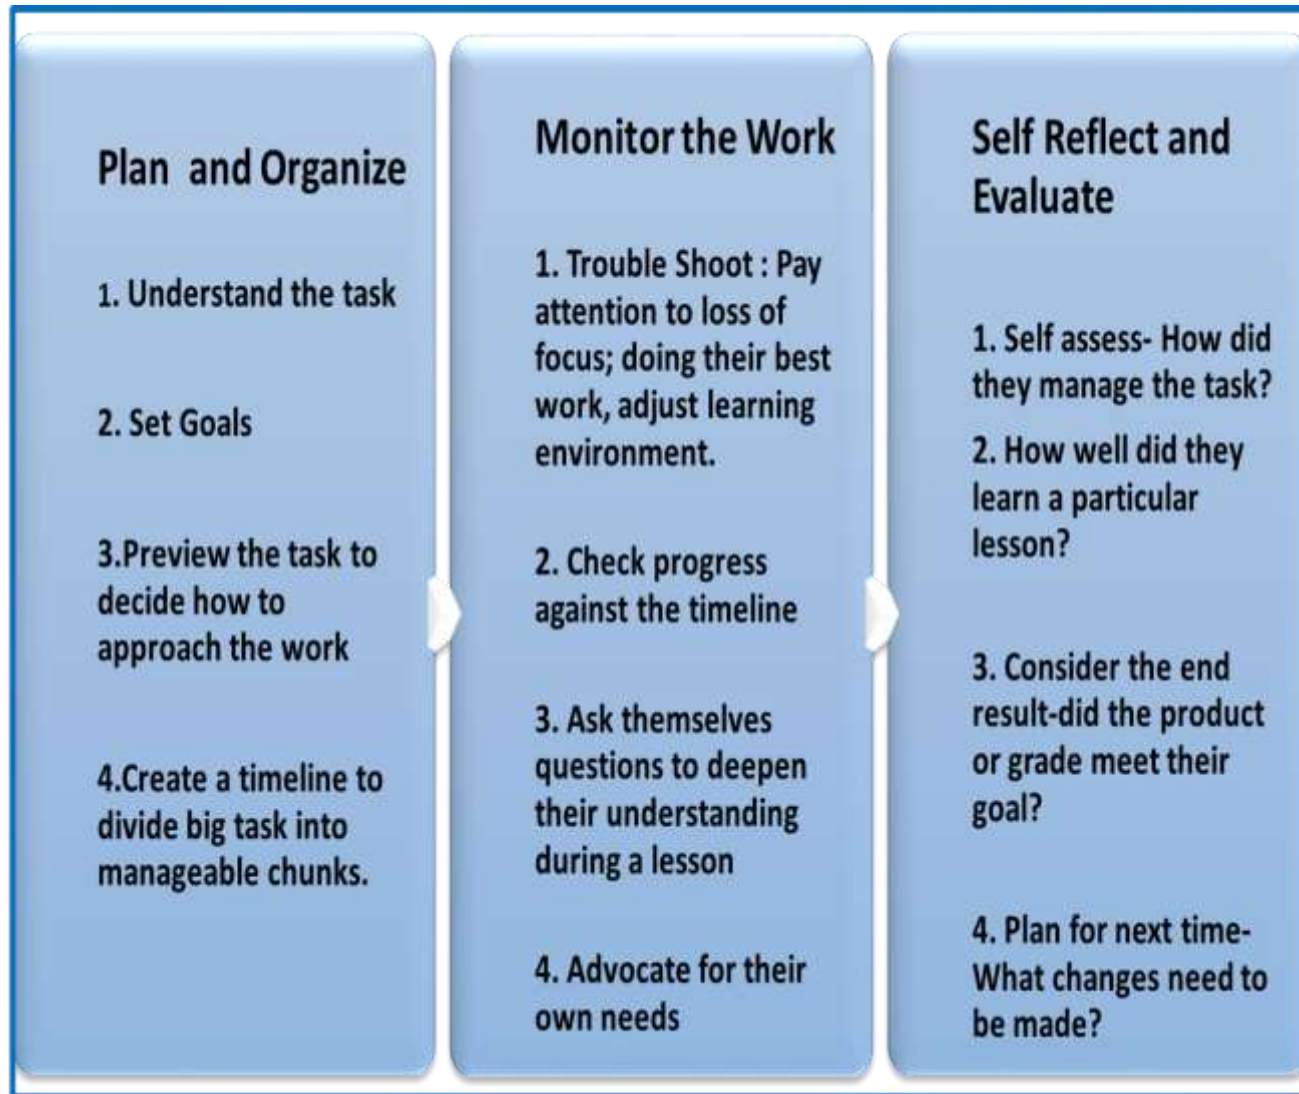 Plan and Organize
1. Understand the task
2. Set Goals
3.Preview the task to
decide how to
approach the work
4.Create a timeline to
divide big task into
manageable chunks.
Monitor the Work
1. Trouble Shoot : Pay
attention to loss of
focus; doing their best
work, adjust learning
environment.
2. Check progress
against the timeline
3. Ask themselves
questions to deepen
their understanding
during a lesson
4. Advocate for their
own needs
Self Reflect and
Evaluate
1. Self assess- How did
they manage the task?
2. How well did they
learn a particular
lesson?
3. Consider the end
result-did the product
or grade meet their
goal?
4. Plan for next time-
What changes need to
be made?